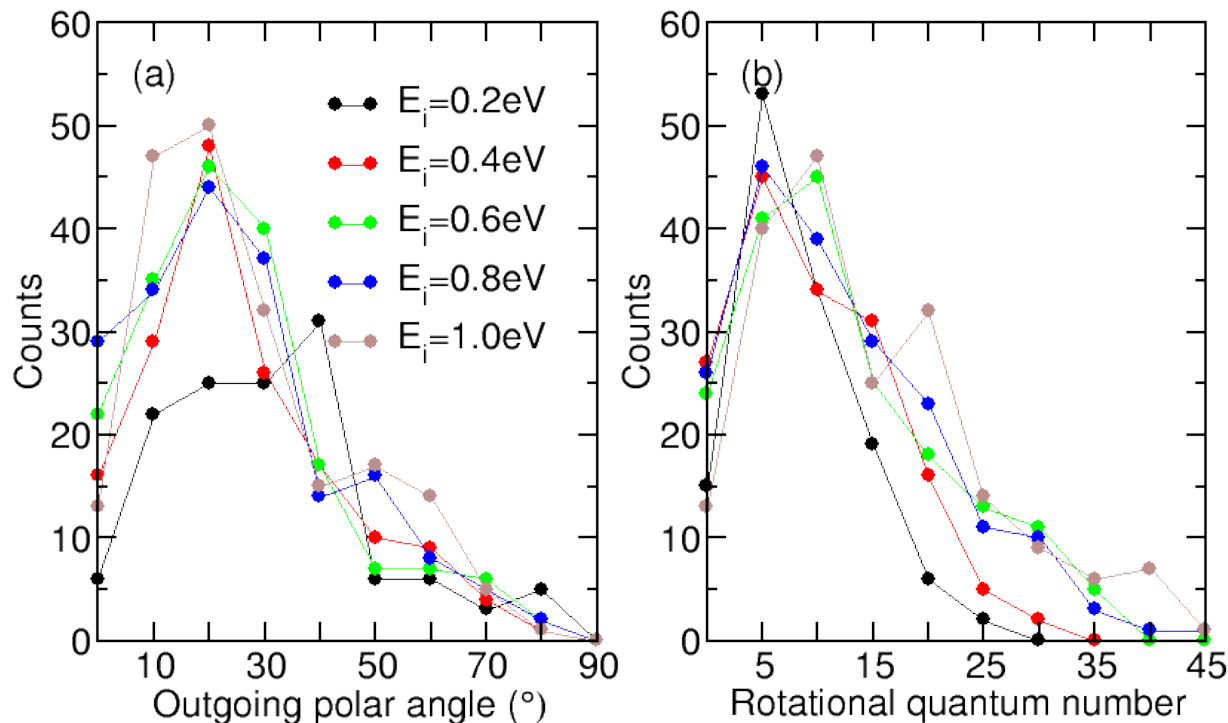 60
50
40
30
20
10
0
Counts
(a)
E_i=0.2eV
E_i=0.4eV
E_i=0.6eV
E_i=0.8eV
E_i=1.0eV
10 30 50 70 90
Outgoing polar angle (°)
60
50
40
30
20
10
0
Counts
(b)
5 15 25 35 45
Rotational quantum number